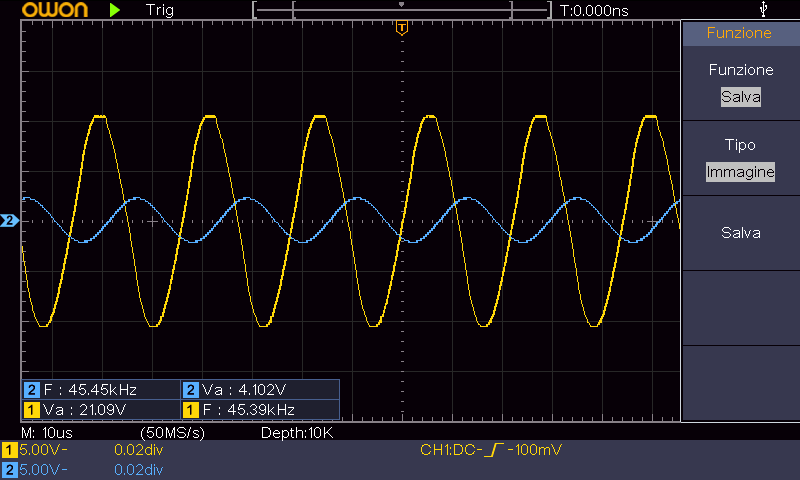 owon Trig T:0.000ns
T
Funzione
Funzione
Salva
Tipo
Immagine
Salva
2
2 F : 45.45kHz 2 Va : 4.102V
1 Va : 21.09V 1 F : 45.39kHz
M: 10us (50MS/s) Depth:10K
1 5.00V~ 0.02div CH1:DC- -100mV
2 5.00V~ 0.02div